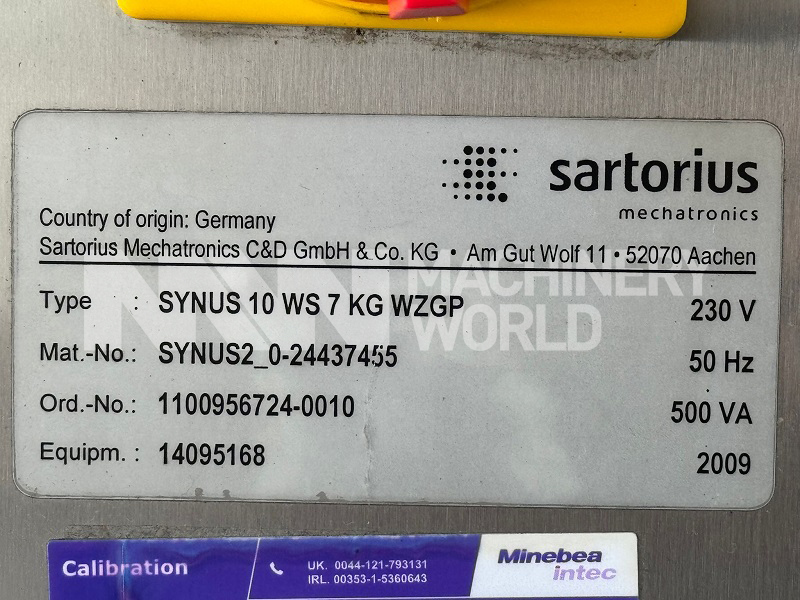 sartorius
mechatronics
Country of origin: Germany
Sartorius Mechatronics C&D GmbH & Co. KG • Am Gut Wolf 11 • 52070 Aachen
MACHINERY
WORLD
Type : SYNUS 10 WS 7 KG WZGP 230 V
Mat.-No.: SYNUS2_0-24437455 50 Hz
Ord.-No.: 1100956724-0010 500 VA
Equipm. : 14095168 2009
Calibration
UK. 0044-121-793131
IRL. 00353-1-5360643
Minebea
intec